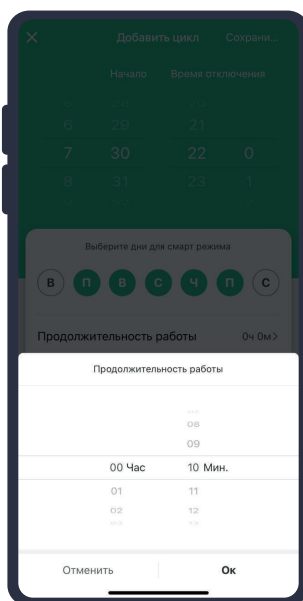 Добавить цикл Сохрани...
Начало Время отключения
6 29 21
7 30 22 0
8 31 23 1
Выберите дни для смарт режима
В П В С Ч П С
Продолжительность работы 0ч 0м>
Продолжительность работы
08
09
00 Час 10 Мин.
01 11
02 12
Отменить Ок